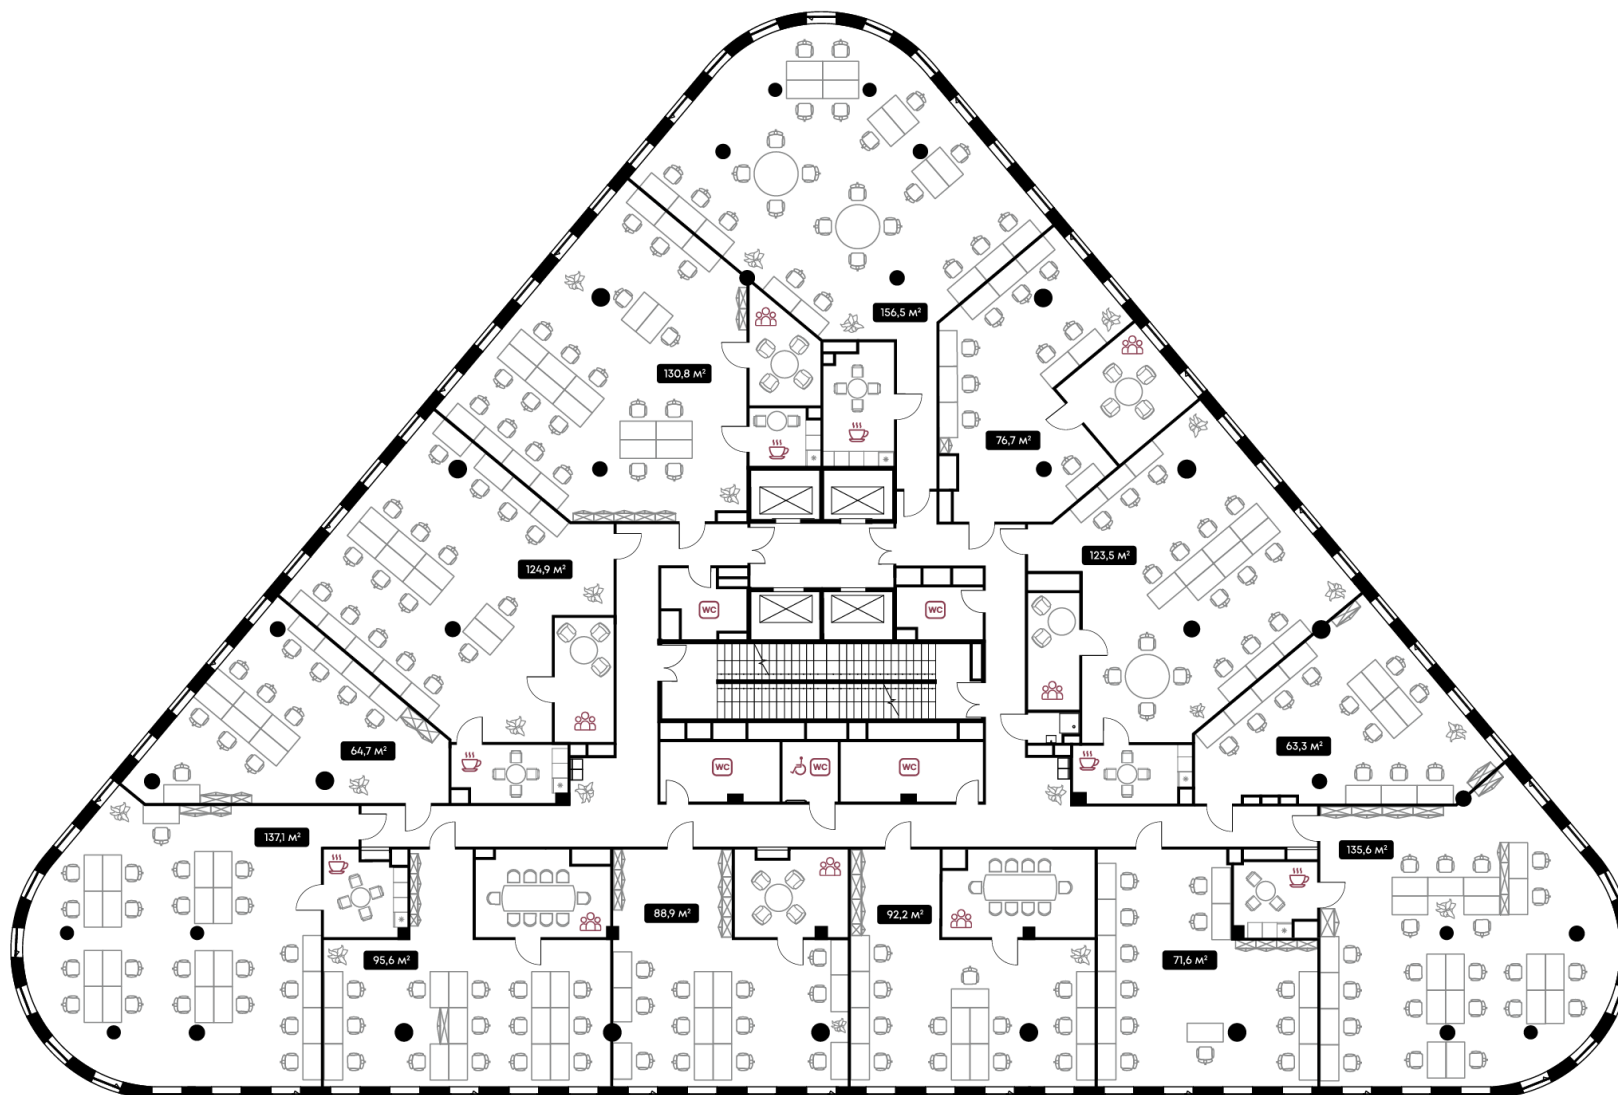 156,5 М²
130,8 М²
76,7 М²
123,5 М²
124,9 М²
WC
WC
64,7 М²
63,3 М²
WC
WC
WC
137,1 М²
135,6 М²
88,9 М²
92,2 М²
95,6 М²
71,6 М²